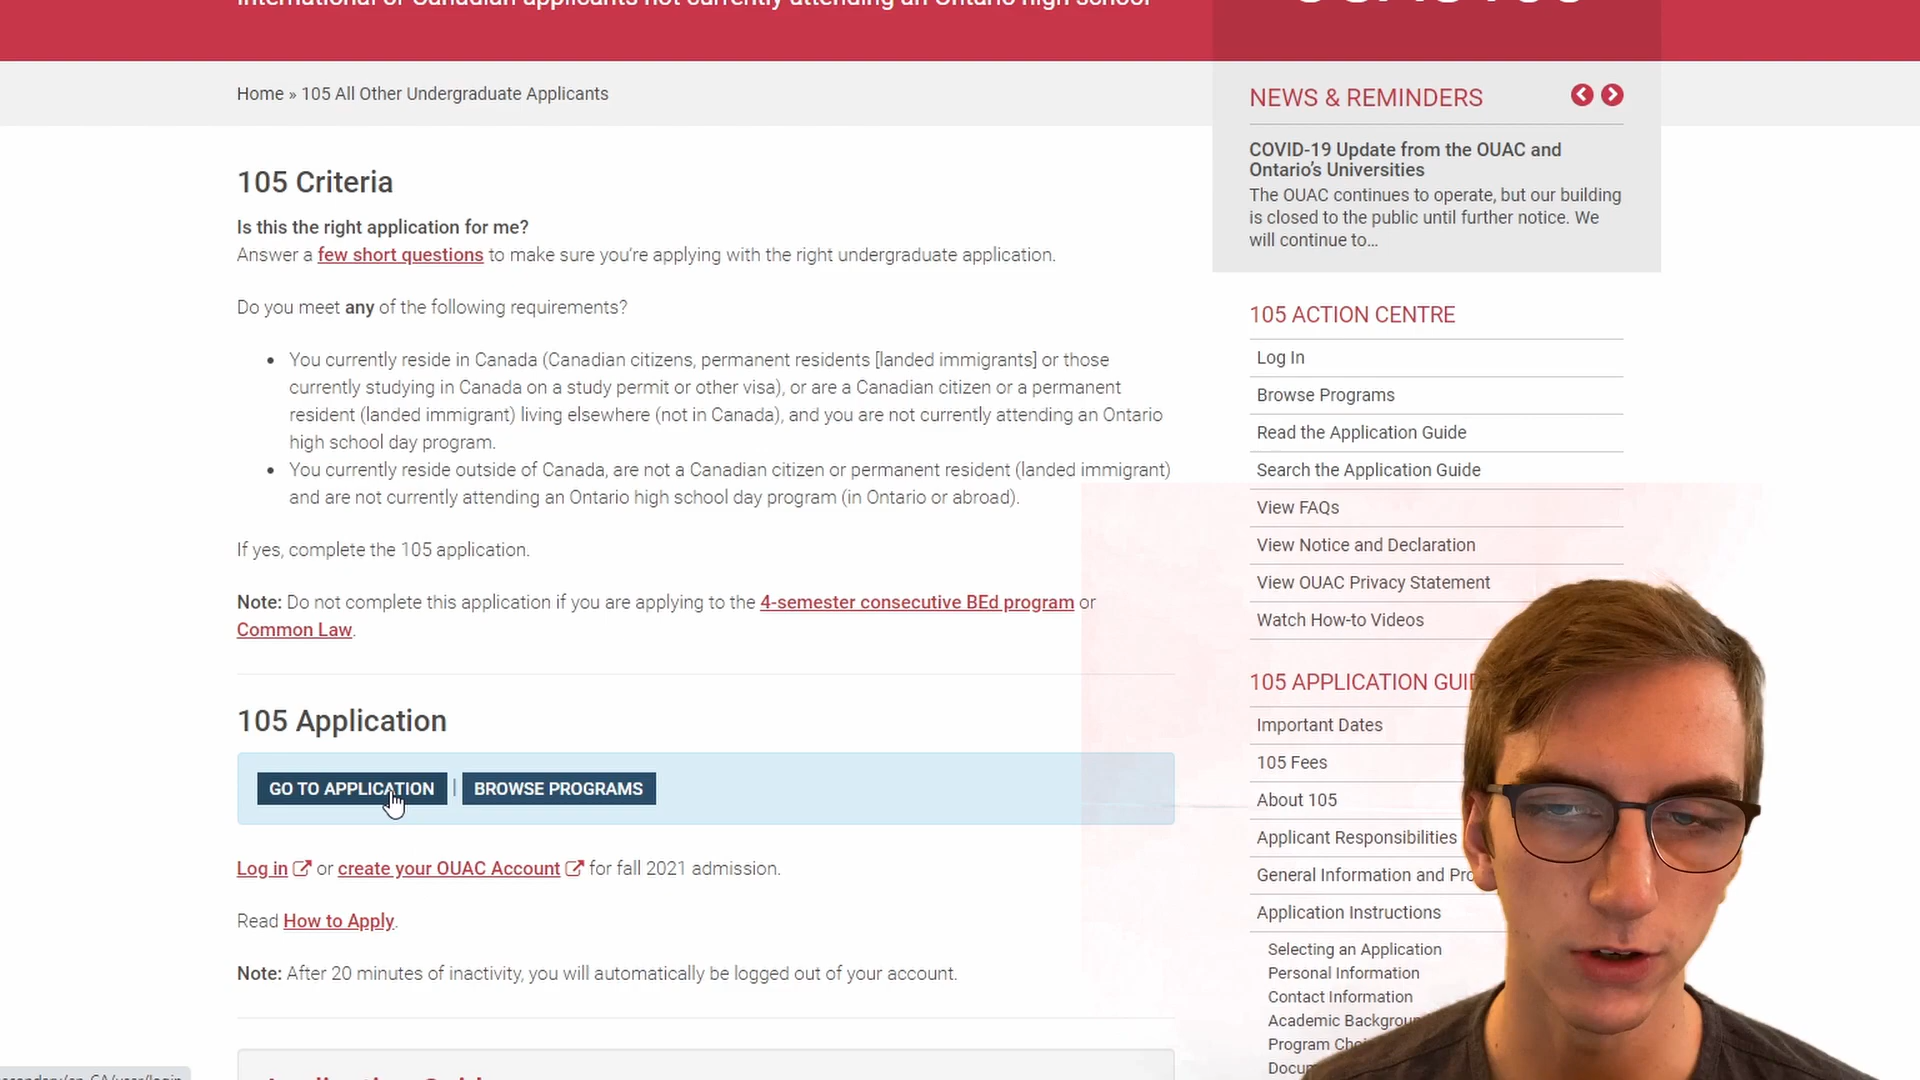 International or Canadian applicants not currently attending an Ontario high school
Home » 105 All Other Undergraduate Applicants
105 Criteria
Is this the right application for me?
Answer a few short questions to make sure you're applying with the right undergraduate application.
Do you meet any of the following requirements?
You currently reside in Canada (Canadian citizens, permanent residents [landed immigrants] or those
currently studying in Canada on a study permit or other visa), or are a Canadian citizen or a permanent
resident (landed immigrant) living elsewhere (not in Canada), and you are not currently attending an Ontario
high school day program.
You currently reside outside of Canada, are not a Canadian citizen or permanent resident (landed immigrant)
and are not currently attending an Ontario high school day program (in Ontario or abroad).
If yes, complete the 105 application.
Note: Do not complete this application if you are applying to the 4-semester consecutive BEd program or
Common Law.
105 Application
GO TO APPLICATION | BROWSE PROGRAMS
Log in or create your OUAC Account for fall 2021 admission.
Read How to Apply.
Note: After 20 minutes of inactivity, you will automatically be logged out of your account.
NEWS & REMINDERS
COVID-19 Update from the OUAC and
Ontario's Universities
The OUAC continues to operate, but our building
is closed to the public until further notice. We
will continue to...
105 ACTION CENTRE
Log In
Browse Programs
Read the Application Guide
Search the Application Guide
View FAQs
View Notice and Declaration
View OUAC Privacy Statement
Watch How-to Videos
105 APPLICATION GUID
Important Dates
105 Fees
About 105
Applicant Responsibilities
General Information and Pro
Application Instructions
Selecting an Application
Personal Information
Contact Information
Academic Backgroun
Program Choi
Docu